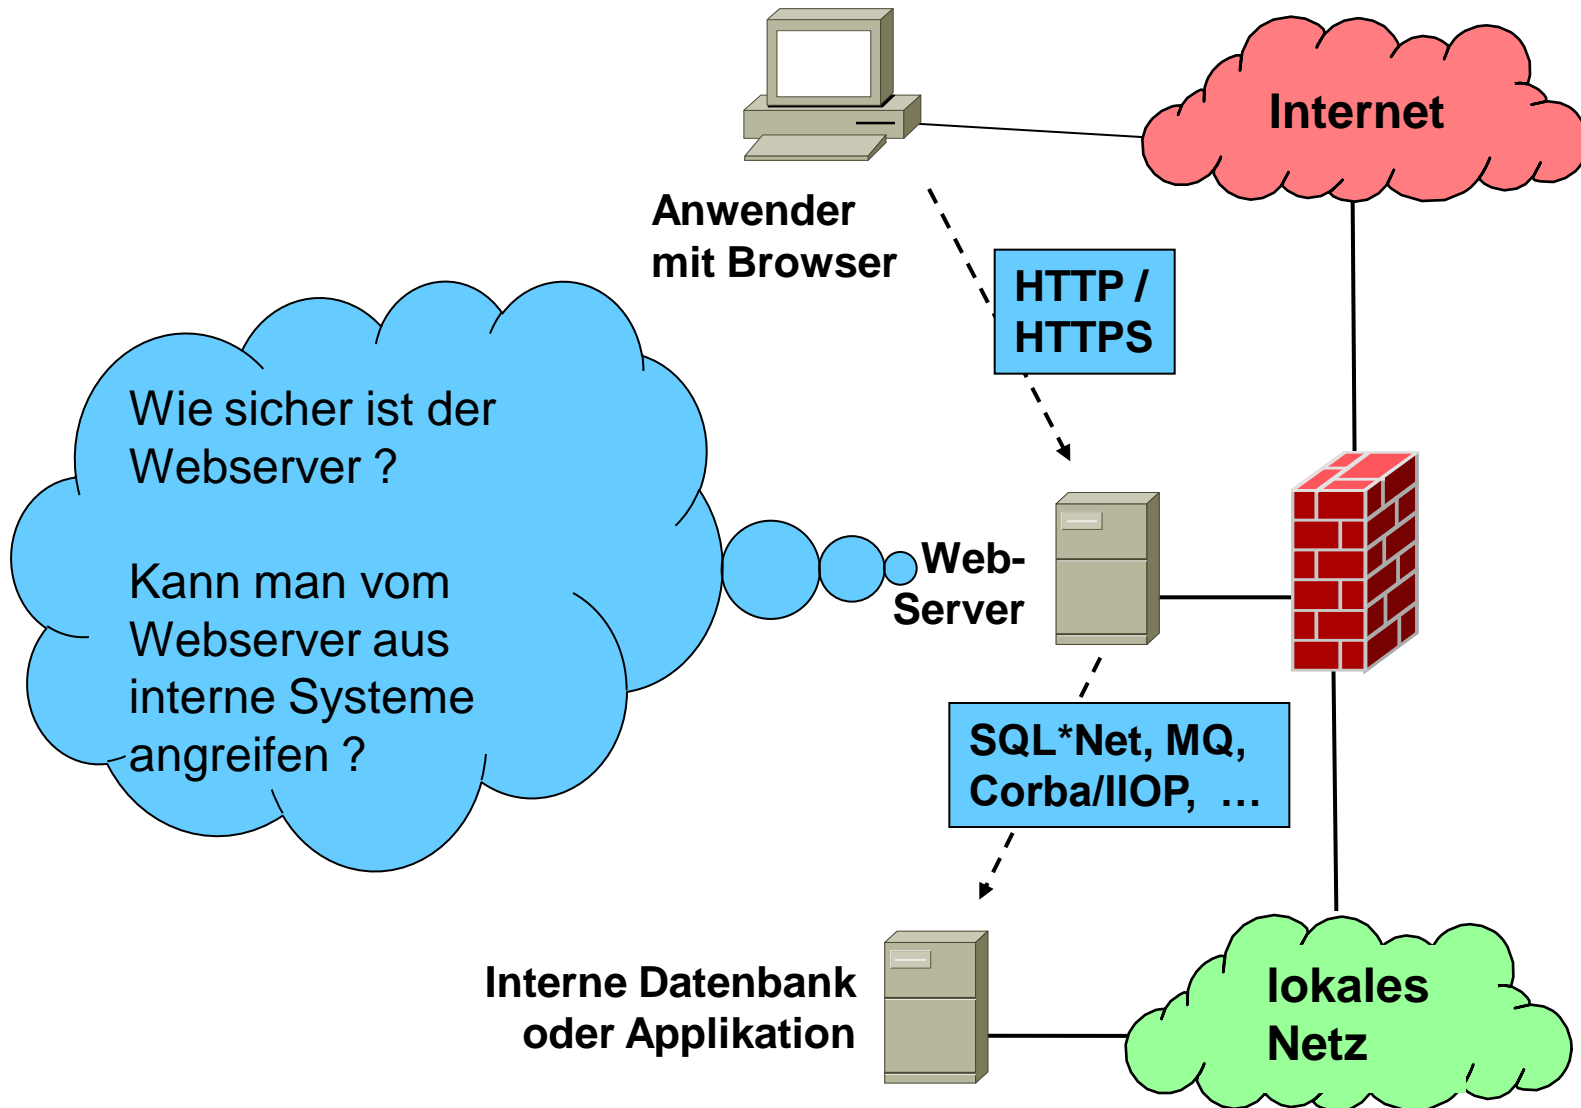 Internet
Anwender
mit Browser
HTTP /
HTTPS
Wie sicher ist der
Webserver ?
Kann man vom
Webserver aus
interne Systeme
angreifen ?
Web-
Server
SQL*Net, MQ,
Corba/IIOP, ...
Interne Datenbank
oder Applikation
lokales
Netz